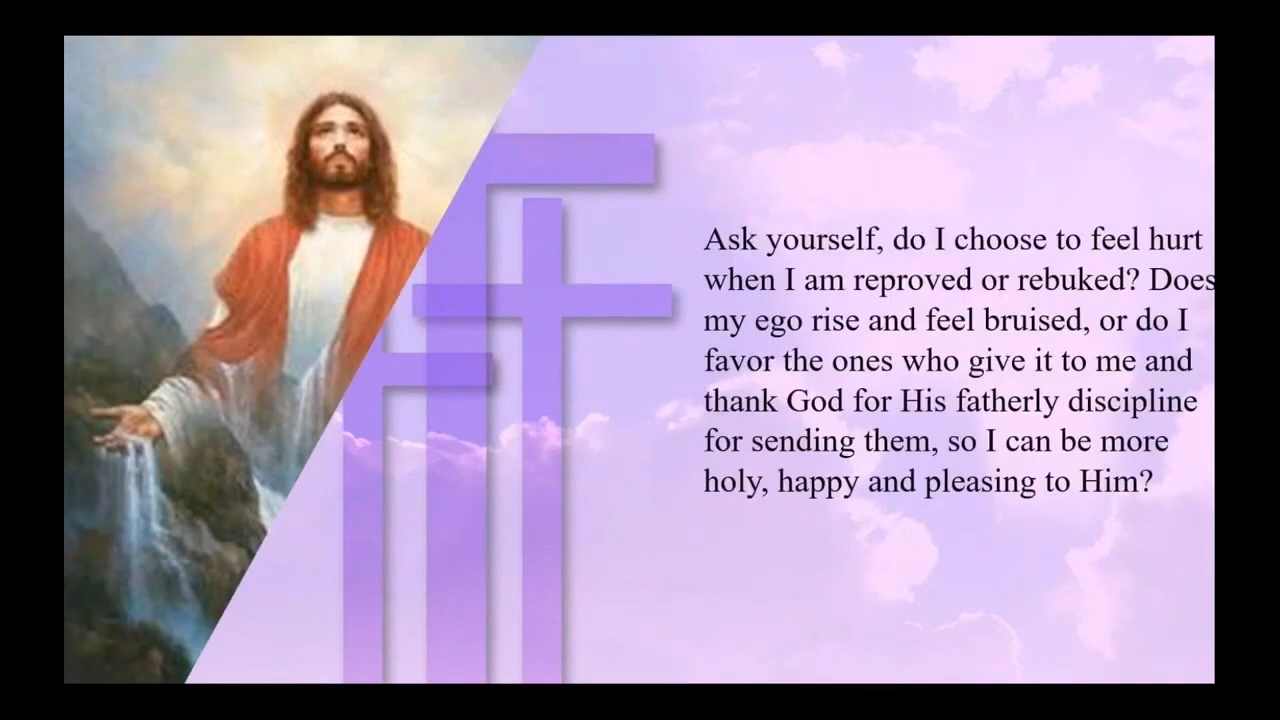 Ask yourself, do I choose to feel hurt
when I am reproved or rebuked? Does
my ego rise and feel bruised, or do I
favor the ones who give it to me and
thank God for His fatherly discipline
for sending them, so I can be more
holy, happy and pleasing to Him?